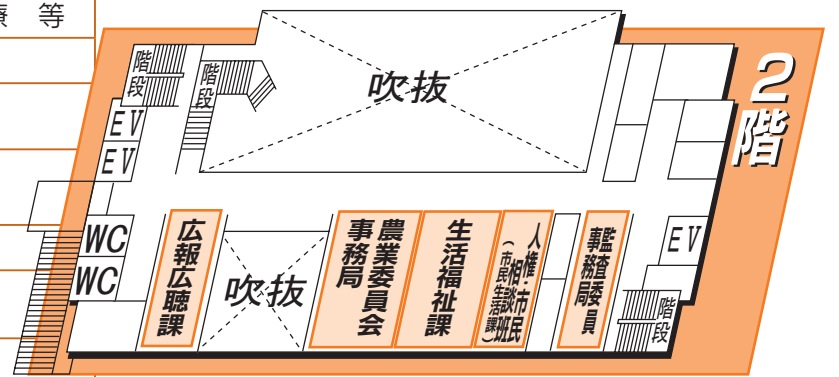 療 等
2階
階段
階段
吹抜
EV
EV
WC
WC
広報広聴課
吹抜
農業委員会
事務局
生活福祉課
人権・市民
相談班
(市民生活課)
監査委員
事務局
EV
階段